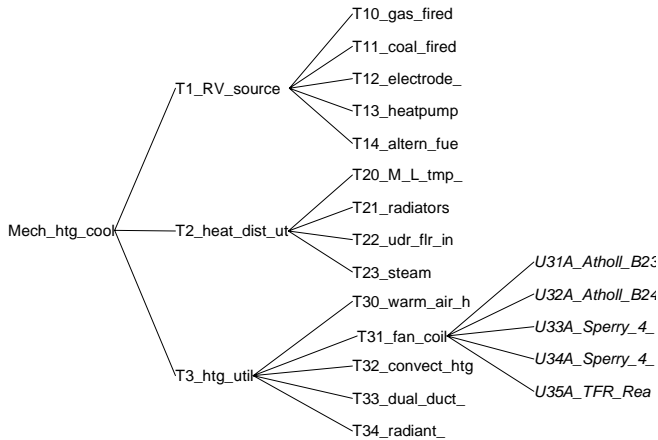 T10_gas_fired
T11_coal_fired
T12_electrode_
T1_RV_source
T13_heatpump
T14_altern_fue
T20_M_L_tmp_
T21_radiators
Mech_htg_cool
T2_heat_dist_ut
T22_udr_flr_in
T23_steam
U31A_Atholl_B23
U32A_Atholl_B24
T30_warm_air_h
U33A_Sperry_4_
T31_fan_coil
U34A_Sperry_4_
T32_convect_htg
T3_htg_util
U35A_TFR_Rea
T33_dual_duct_
T34_radiant_